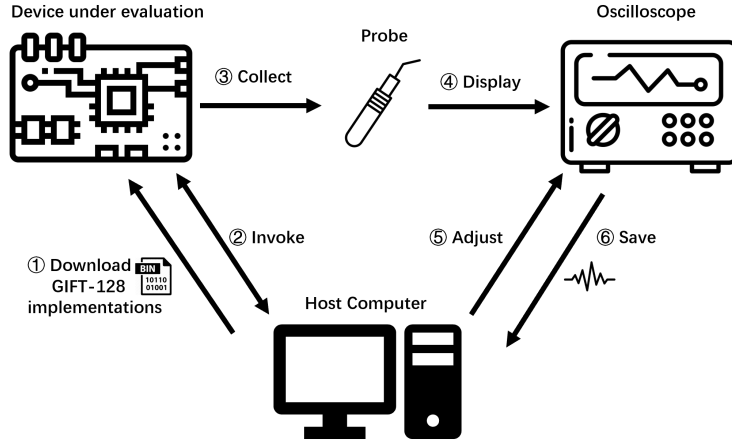 Device under evaluation
Oscilloscope
Probe
③ Collect
④ Display
② Invoke
⑤ Adjust
⑥ Save
① Download
GIFT-128
implementations
BIN
10110
01001
Host Computer